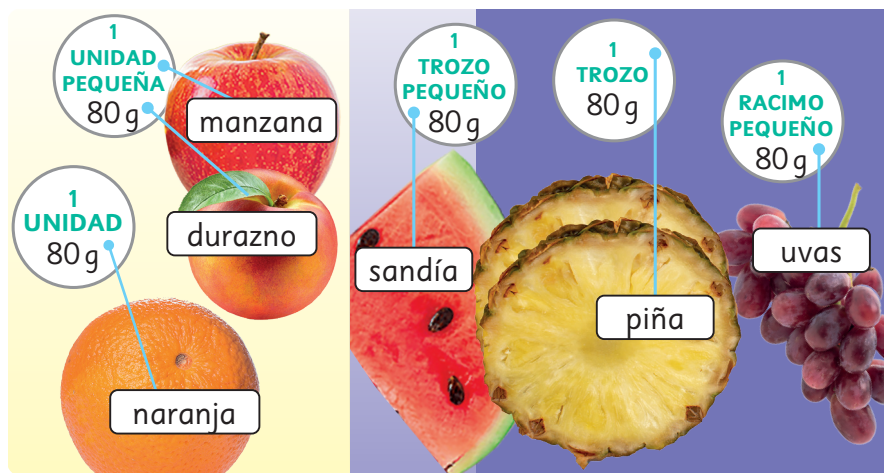 1
UNIDAD
PEQUEÑA
80 g
manzana
durazno
1
UNIDAD
80 g
naranja
1
TROZO
PEQUEÑO
80 g
sandía
1
TROZO
80 g
piña
1
RACIMO
PEQUEÑO
80 g
uvas